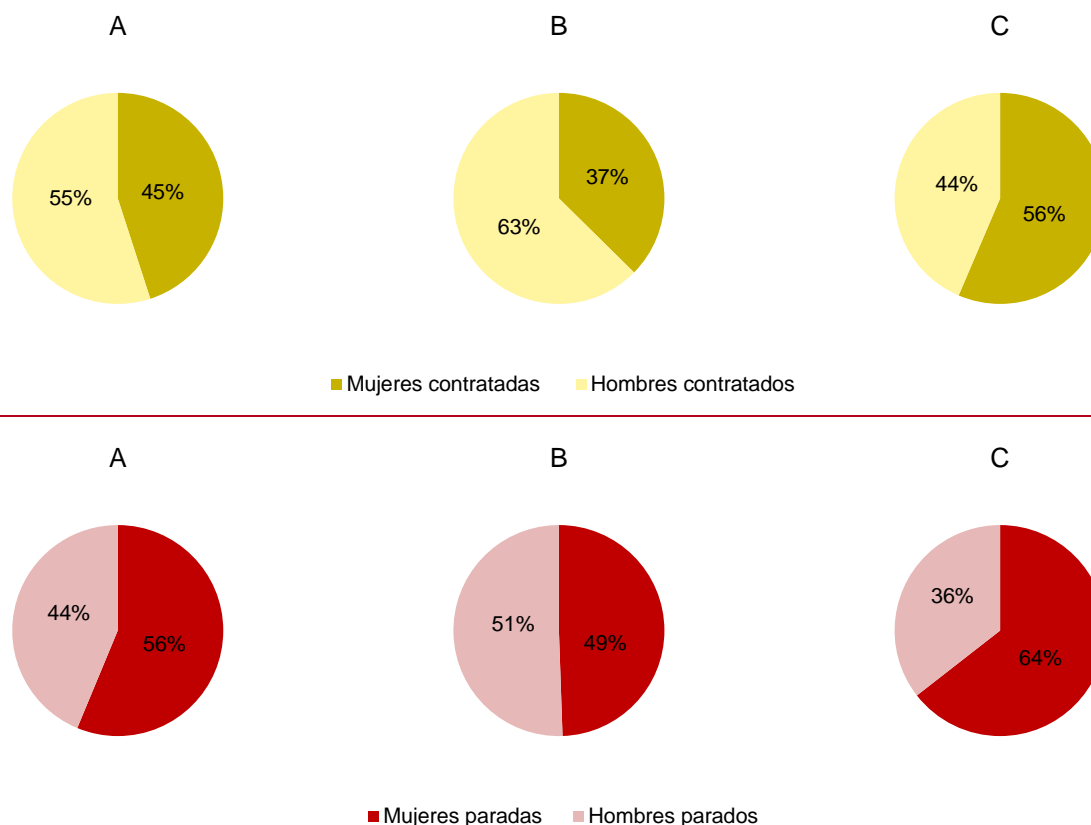 A B C
55% 45% 37% 63% 44% 56%
Mujeres contratadas Hombres contratados
A B C
44% 56% 51% 49% 36% 64%
Mujeres paradas Hombres parados